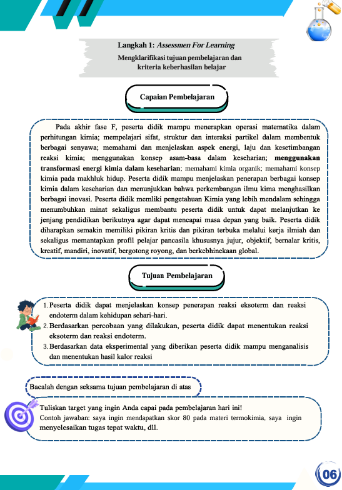 Assessment For Learning
Langkah 1: Assessmen For Learning
Mengklarifikasi tujuan pembelajaran dan
kriteria keberhasilan belajar
Capaian Pembelajaran
Pada akhir fase F, peserta didik mampu menerapkan operasi matematika dalam
perhitungan kimia; mempelajari sifat, struktur dan interaksi partikel dalam membentuk
berbagai senyawa; memahami dan menjelaskan aspek energi, laju dan kesetimbangan
reaksi kimia; menggunakan konsep asam-basa dalam keseharian; menggunakan
transformasi energi kimia dalam keseharian; memahami kimia organik; memahami konsep
kimia pada makhluk hidup. Peserta didik mampu menjelaskan penerapan berbagai konsep
kimia dalam keseharian dan menunjukkan bahwa perkembangan ilmu kimia menghasilkan
berbagai inovasi. Peserta didik memliki pengetahuan Kimia yang lebih mendalam sehingga
menumbuhkan minat sekaligus membantu peserta didik untuk dapat melanjutkan ke
jenjang pendidikan berikutnya agar dapat mencapai masa depan yang baik. Peserta didik
diharapkan semakin memiliki pikiran kritis dan pikiran terbuka melalui kerja ilmiah dan
sekaligus memantapkan profil pelajar pancasila khususnya jujur, objektif, bernalar kritis,
kreatif, mandiri, inovatif, bergotong royong, dan berkebhinekaan global.
Tujuan Pembelajaran
1. Peserta didik dapat menjelaskan konsep penerapan reaksi eksoterm dan reaksi
endoterm dalam kehidupan sehari-hari.
2. Berdasarkan percobaan yang dilakukan, peserta didik dapat menentukan reaksi
eksoterm dan reaksi endoterm.
3. Berdasarkan data eksperimental yang diberikan peserta didik mampu menganalisis
dan menentukan hasil kalor reaksi
Bacalah dengan seksama tujuan pembelajaran di atas
Tuliskan target yang ingin Anda capai pada pembelajaran hari ini!
Contoh jawaban: saya ingin mendapatkan skor 80 pada materi termokimia, saya ingin
menyelesaikan tugas tepat waktu, dll.
06